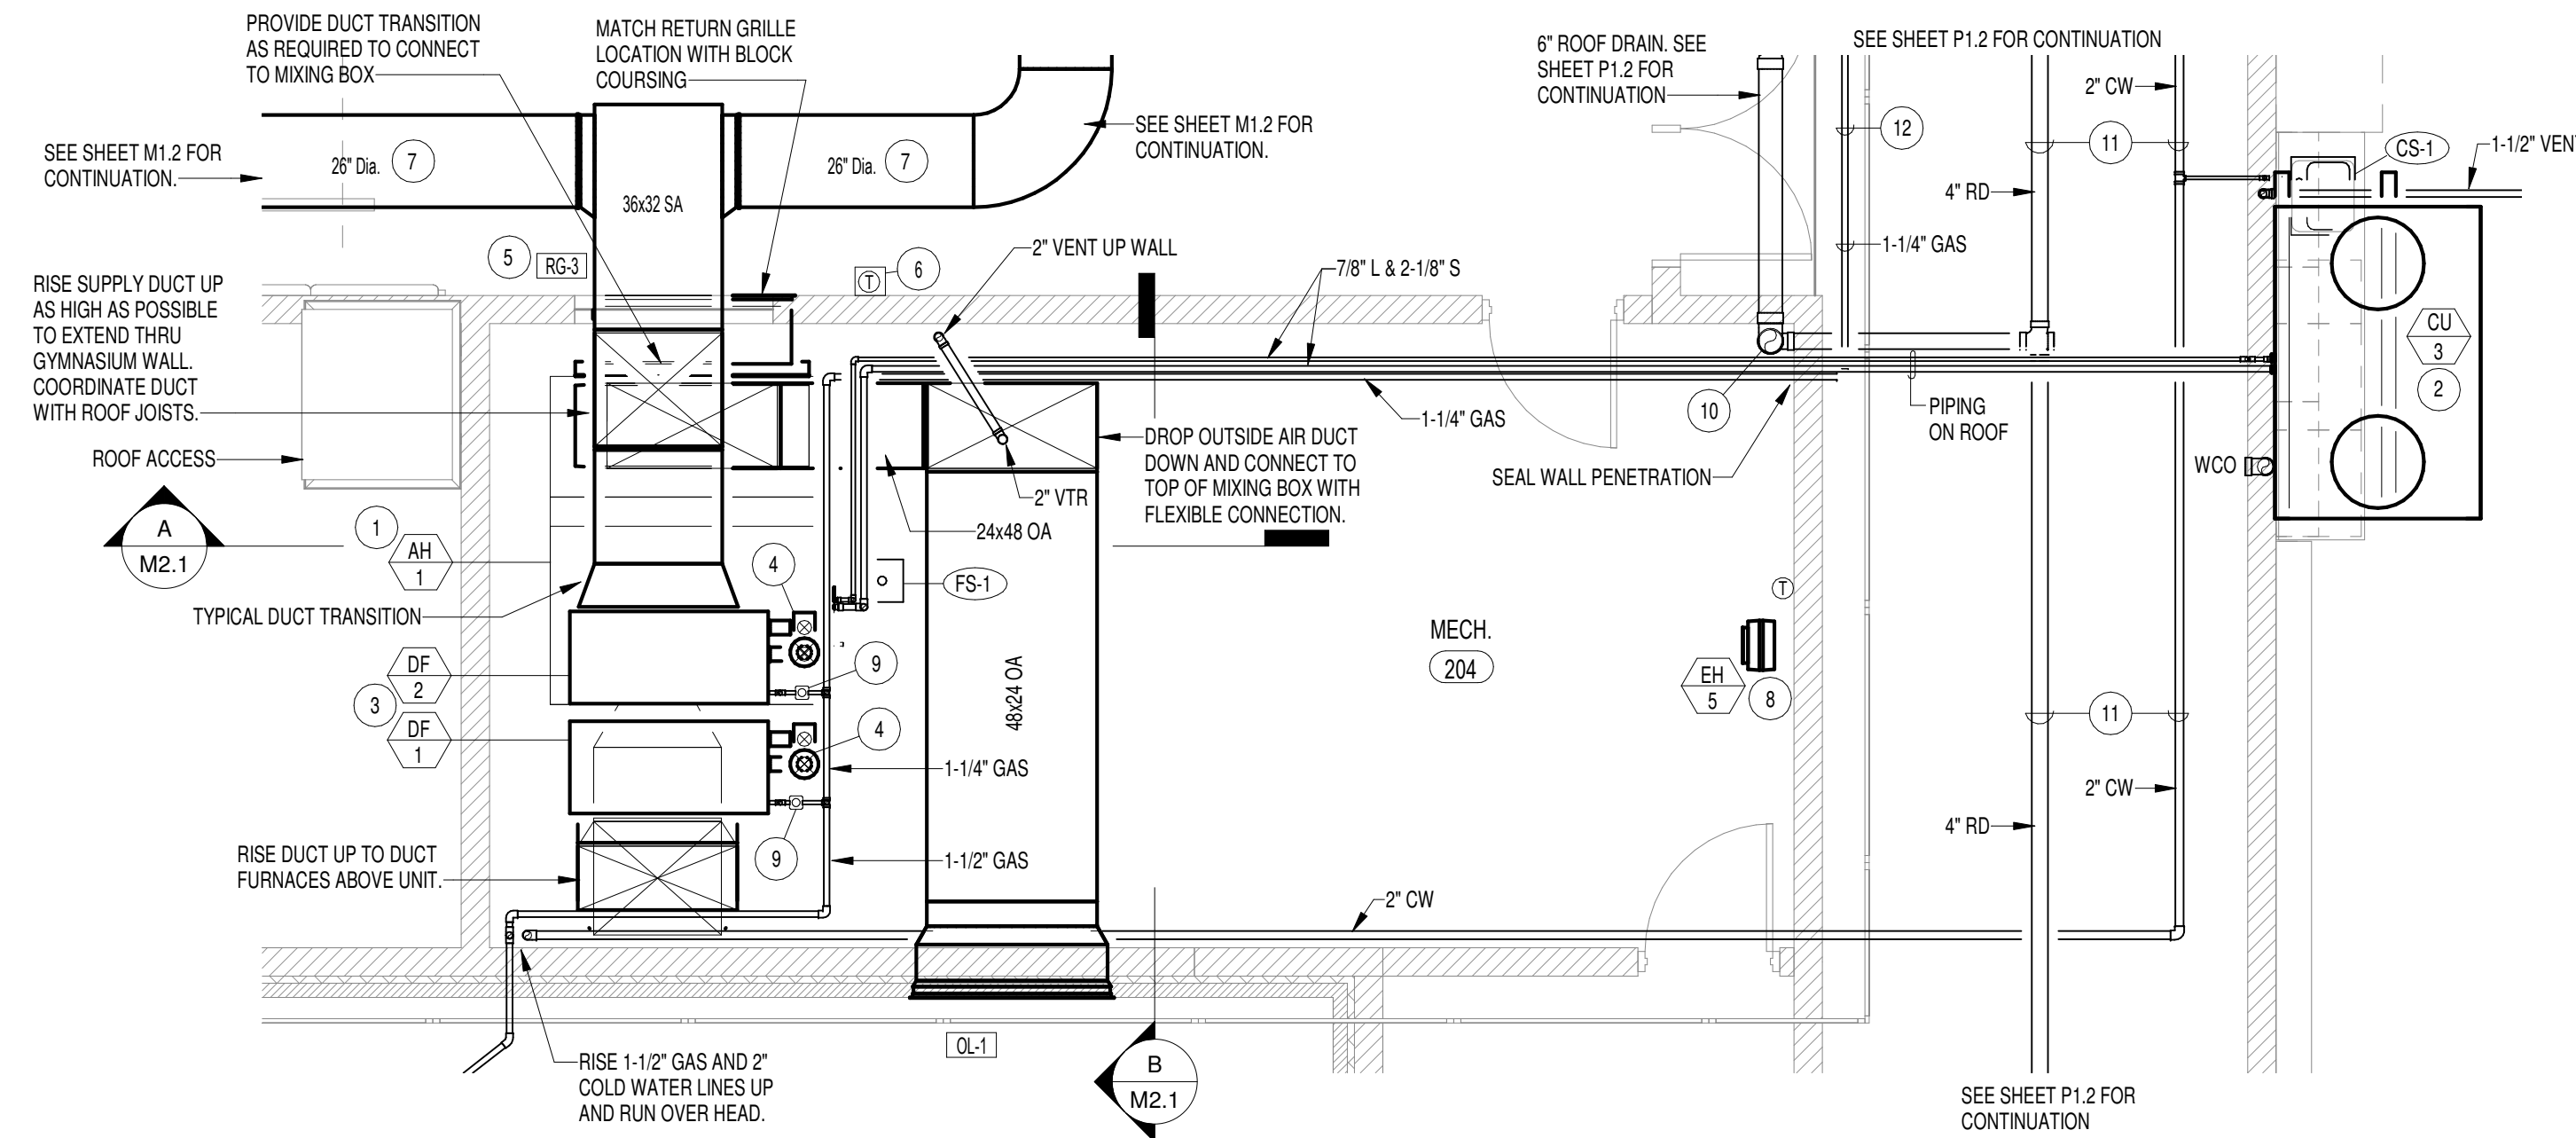 PROVIDE DUCT TRANSITION
AS REQUIRED TO CONNECT
TO MIXING BOX
MATCH RETURN GRILLE
LOCATION WITH BLOCK
COURSING
6" ROOF DRAIN. SEE
SHEET P1.2 FOR
CONTINUATION
SEE SHEET P1.2 FOR CONTINUATION
2" CW
SEE SHEET M1.2 FOR
CONTINUATION.
26" Dia.
7
26" Dia.
7
SEE SHEET M1.2 FOR
CONTINUATION.
12
11
CS-1
1-1/2" VENT
36x32 SA
4" RD
5
RG-3
T
6
2" VENT UP WALL
7/8" L & 2-1/8" S
1-1/4" GAS
RISE SUPPLY DUCT UP
AS HIGH AS POSSIBLE
TO EXTEND THRU
GYMNASIUM WALL.
COORDINATE DUCT
WITH ROOF JOISTS.
CU
3
2
10
1-1/4" GAS
PIPING
ON ROOF
ROOF ACCESS
DROP OUTSIDE AIR DUCT
DOWN AND CONNECT TO
TOP OF MIXING BOX WITH
FLEXIBLE CONNECTION.
SEAL WALL PENETRATION
WCO
2" VTR
24x48 OA
A
M2.1
1
AH
1
4
FS-1
T
TYPICAL DUCT TRANSITION
MECH.
204
DF
2
9
EH
5
8
3
DF
1
4
48x24 OA
11
1-1/4" GAS
2" CW
4" RD
RISE DUCT UP TO DUCT
FURNACES ABOVE UNIT.
9
1-1/2" GAS
2" CW
OL-1
RISE 1-1/2" GAS AND 2"
COLD WATER LINES UP
AND RUN OVER HEAD.
B
M2.1
SEE SHEET P1.2 FOR
CONTINUATION